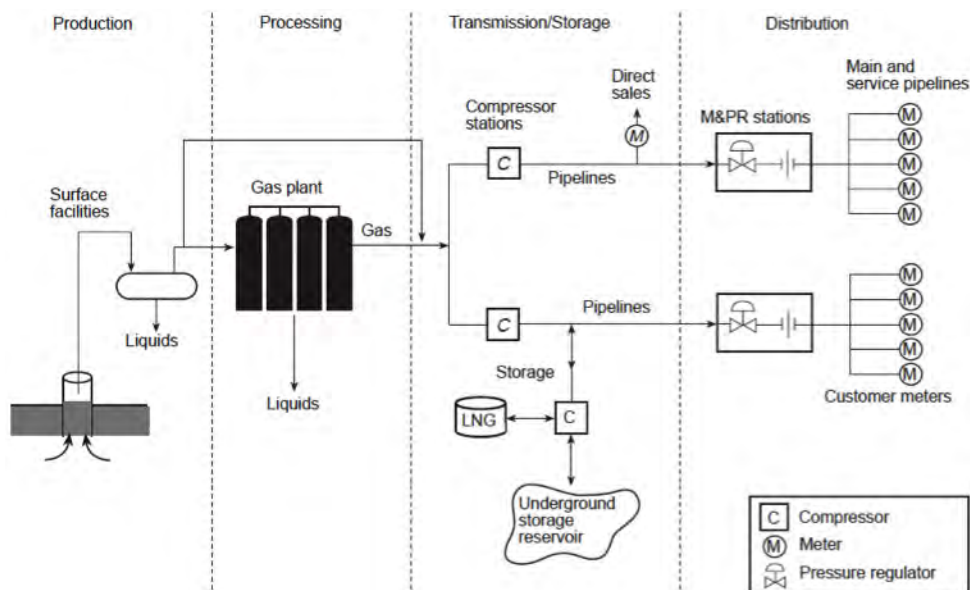 Production
Processing
Transmission/Storage
Distribution
Surface
facilities
Liquids
Gas plant
Gas
Liquids
Compressor
stations
C
Pipelines
Direct
sales
M
M&PR stations
Main and
service pipelines
M
M
M
M
M
C
Pipelines
Storage
LNG
C
Underground
storage
reservoir
M
M
M
M
M
Customer meters
C Compressor
M Meter
Pressure regulator